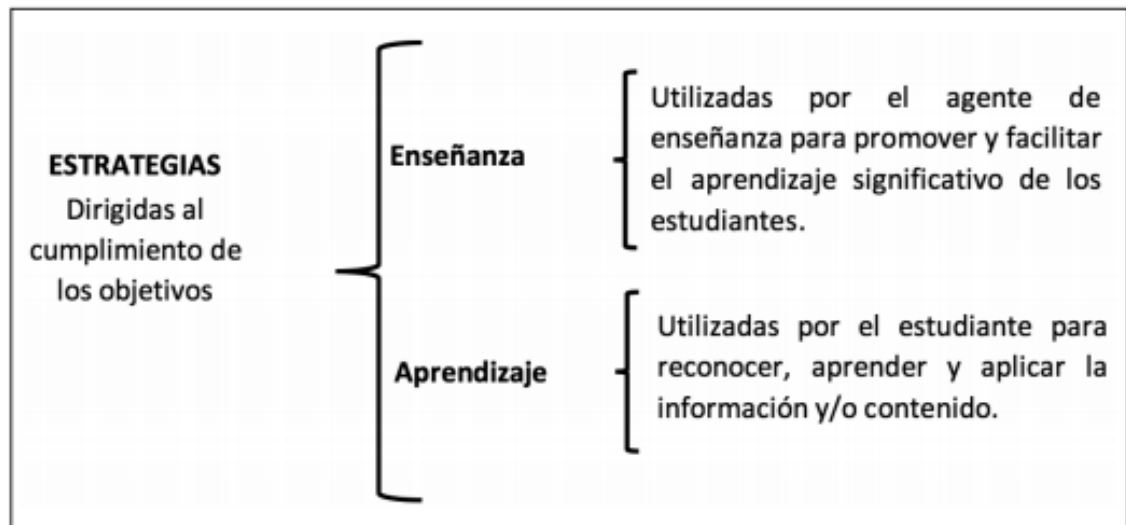 ESTRATEGIAS
Dirigidas al
cumplimiento de
los objetivos
Enseñanza
Utilizadas por el agente de
enseñanza para promover y facilitar
el aprendizaje significativo de los
estudiantes.
Aprendizaje
Utilizadas por el estudiante para
reconocer, aprender y aplicar la
información y/o contenido.